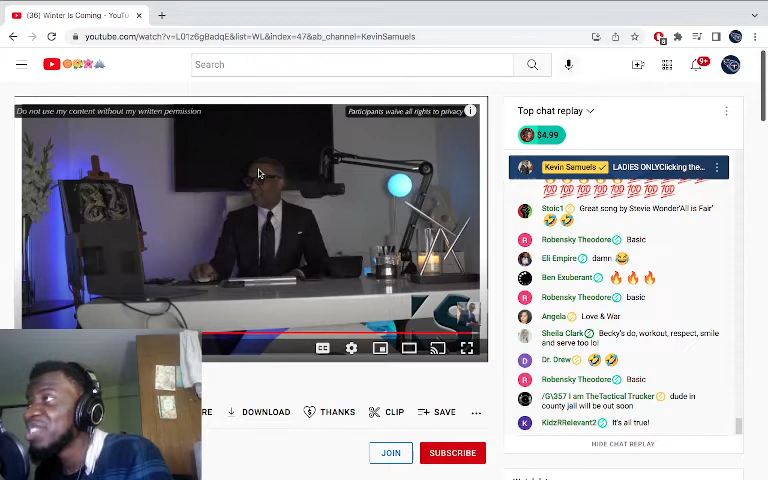 (36) Winter Is Coming - YouTu
youtube.com/watch?v=L01z6gBadqE&list=WL&index=47&ab_channel=KevinSamuels
Search
9+
Do not use my content without my written permission
Participants waive all rights to privacy
Top chat replay
$4.99
Kevin Samuels LADIES ONLYClicking the...
Stoic1 Great song by Stevie Wonder'All is Fair'
Robensky Theodore Basic
Eli Empire damn
Ben Exuberant
Robensky Theodore basic
Angela Love & War
Sheila Clark Becky's do, workout, respect, smile
and serve too lol
Dr. Drew
Robensky Theodore Basic
/G\357 I am TheTactical Trucker dude in
county jail will be out soon
KidzRRelevant2 It's all true!
HIDE CHAT REPLAY
RE DOWNLOAD THANKS CLIP SAVE
JOIN SUBSCRIBE